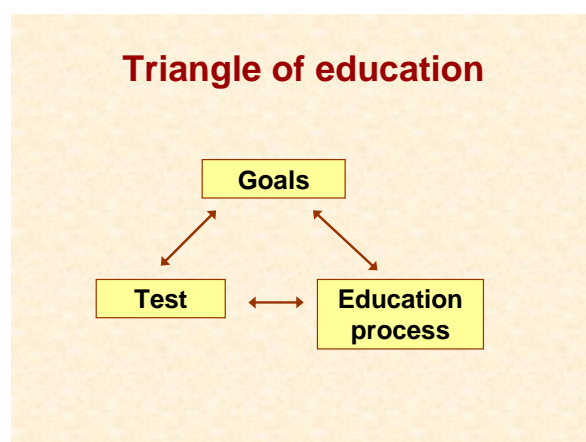 Triangle of education
Goals
Test
Education
process